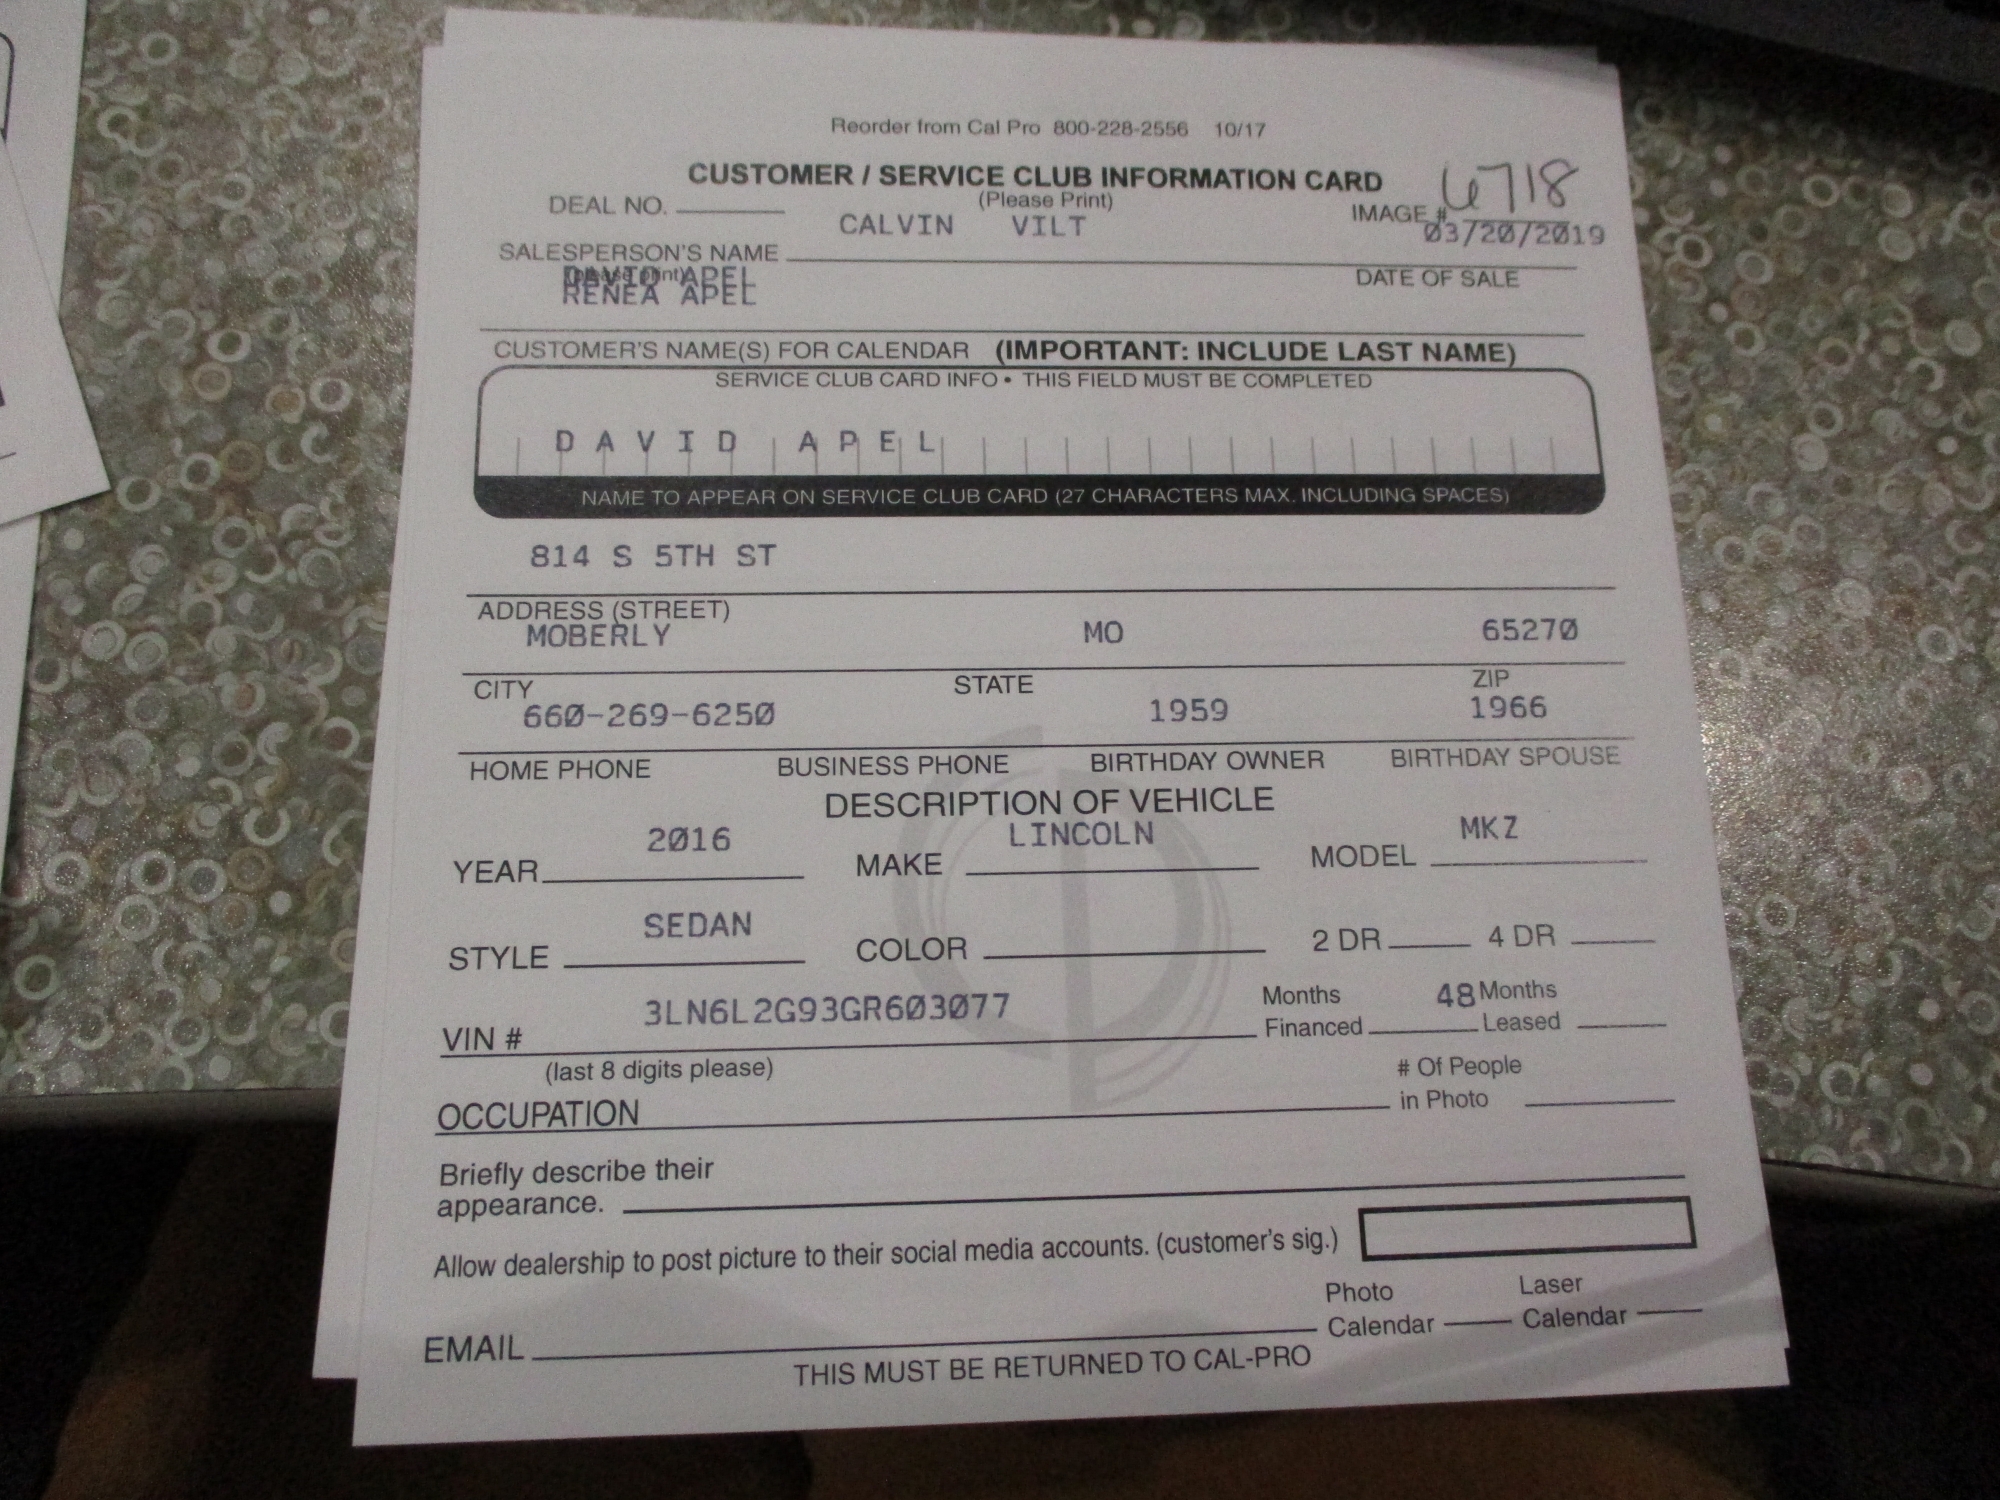 Reorder from Cal Pro 800-228-2556 10/17
CUSTOMER / SERVICE CLUB INFORMATION CARD
(Please Print)
DEAL NO.
IMAGE # 6718
CALVIN VILT
03/20/2019
SALESPERSON'S NAME
(please print)
DATE OF SALE
DAVID APEL
RENEA APEL
CUSTOMER'S NAME(S) FOR CALENDAR (IMPORTANT: INCLUDE LAST NAME)
SERVICE CLUB CARD INFO • THIS FIELD MUST BE COMPLETED
DAVID APEL
NAME TO APPEAR ON SERVICE CLUB CARD (27 CHARACTERS MAX. INCLUDING SPACES)
814 S 5TH ST
ADDRESS (STREET)
MOBERLY MO 65270
CITY STATE ZIP
660-269-6250 1959 1966
HOME PHONE BUSINESS PHONE BIRTHDAY OWNER BIRTHDAY SPOUSE
DESCRIPTION OF VEHICLE
YEAR 2016 MAKE LINCOLN MODEL MKZ
STYLE SEDAN COLOR 2 DR 4 DR
VIN # 3LN6L2G93GR603077
(last 8 digits please)
Months Financed 48 Months Leased
OCCUPATION
# Of People in Photo
Briefly describe their
appearance.
Allow dealership to post picture to their social media accounts. (customer's sig.)
EMAIL
Photo Calendar Laser Calendar
THIS MUST BE RETURNED TO CAL-PRO